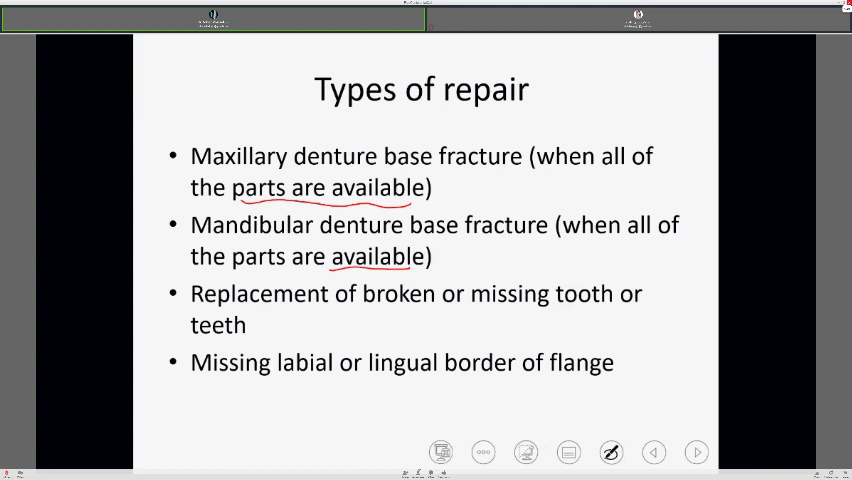 Types of repair
• Maxillary denture base fracture (when all of
the parts are available)
• Mandibular denture base fracture (when all of
the parts are available)
• Replacement of broken or missing tooth or
teeth
• Missing labial or lingual border of flange